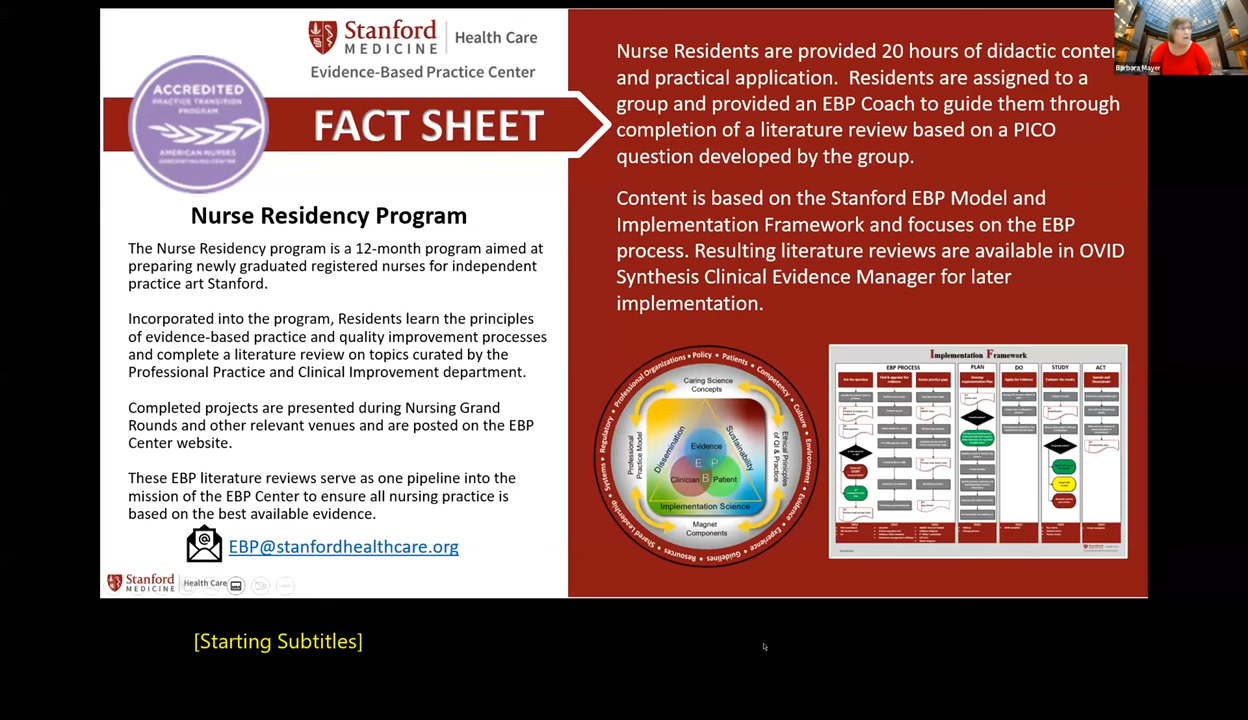 Stanford
MEDICINE
Health Care
Evidence-Based Practice Center
ACCREDITED
PRACTICE TRANSITION
PROGRAM
AMERICAN NURSES
CREDENTIALING CENTER
FACT SHEET
Nurse Residency Program
The Nurse Residency program is a 12-month program aimed at
preparing newly graduated registered nurses for independent
practice art Stanford.
Incorporated into the program, Residents learn the principles
of evidence-based practice and quality improvement processes
and complete a literature review on topics curated by the
Professional Practice and Clinical Improvement department.
Completed projects are presented during Nursing Grand
Rounds and other relevant venues and are posted on the EBP
Center website.
These EBP literature reviews serve as one pipeline into the
mission of the EBP Center to ensure all nursing practice is
based on the best available evidence.
EBP@stanfordhealthcare.org
Stanford
MEDICINE
Health Care
Nurse Residents are provided 20 hours of didactic conte
and practical application. Residents are assigned to a
group and provided an EBP Coach to guide them through
completion of a literature review based on a PICO
question developed by the group.
Content is based on the Stanford EBP Model and
Implementation Framework and focuses on the EBP
process. Resulting literature reviews are available in OVID
Synthesis Clinical Evidence Manager for later
implementation.
Professional Organizations • Policy • Patients • Competency • Culture • Environment • Evidence • Experience • Guidelines • Resources • Shared Leadership • Systems • Regulatory •
Caring Science
Concepts
Professional
Practice Model
Ethical Principles
of QI & Practice
Dissemination
Sustainability
Evidence
E P
Clinician B Patient
Implementation Science
Magnet
Components
Implementation Framework
EBP PROCESS
PLAN
DO
STUDY
ACT
Barbara Mayer
[Starting Subtitles]